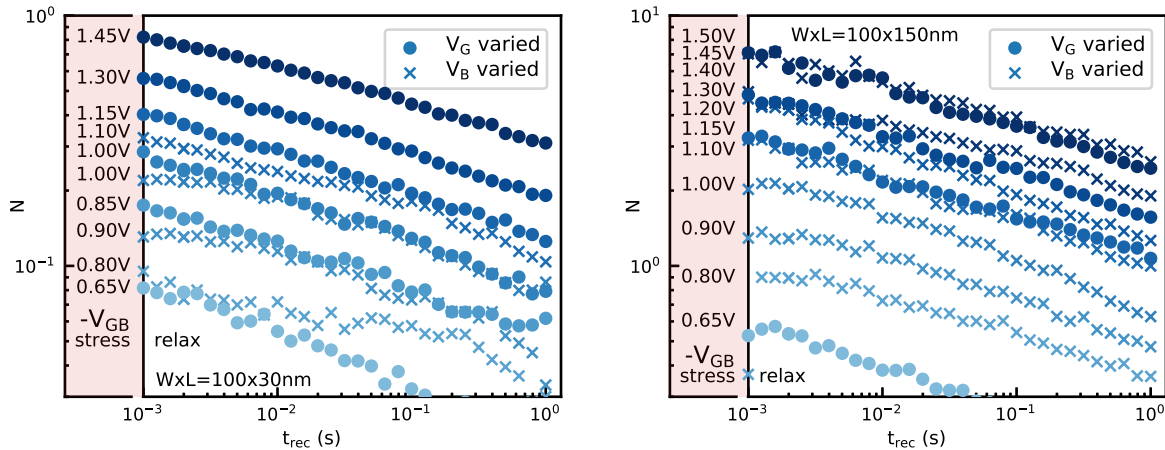 10⁰
10⁻¹
N
1.45V
1.30V
1.15V
1.10V
1.00V
1.00V
0.85V
0.90V
0.80V
0.65V
-V_GB
stress
relax
WxL=100x30nm
V_G varied
V_B varied
10⁻³
10⁻²
10⁻¹
10⁰
t_rec (s)
10¹
10⁰
N
1.50V
1.45V
1.40V
1.30V
1.20V
1.15V
1.10V
1.00V
0.90V
0.80V
0.65V
-V_GB
stress
relax
WxL=100x150nm
V_G varied
V_B varied
10⁻³
10⁻²
10⁻¹
10⁰
t_rec (s)